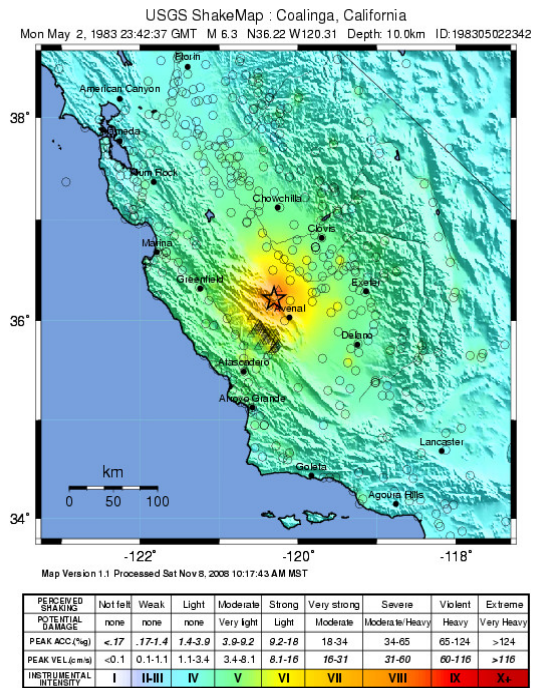 USGS ShakeMap : Coalinga, California
Mon May 2, 1983 23:42:37 GMT M 6.3 N36.22 W120.31 Depth: 10.0km ID:198305022342
Florin
American Canyon
38°
Alameda
Alum Rock
Chowchilla
Clovis
Marina
Greenfield
Exeter
Avenal
36°
Delano
Atascadero
Arroyo Grande
Lancaster
km
Goleta
0 50 100
Agoura Hills
34°
-122° -120° -118°
Map Version 1.1 Processed Sat Nov 8, 2008 10:17:43 AM MST
PERCEIVED SHAKING Not felt Weak Light Moderate Strong Very strong Severe Violent Extreme
POTENTIAL DAMAGE none none none Very light Light Moderate Moderate/Heavy Heavy Very Heavy
PEAK ACC.(%g) <.17 .17-1.4 1.4-3.9 3.9-9.2 9.2-18 18-34 34-65 65-124 >124
PEAK VEL.(cm/s) <0.1 0.1-1.1 1.1-3.4 3.4-8.1 8.1-16 16-31 31-60 60-116 >116
INSTRUMENTAL INTENSITY I II-III IV V VI VII VIII IX X+